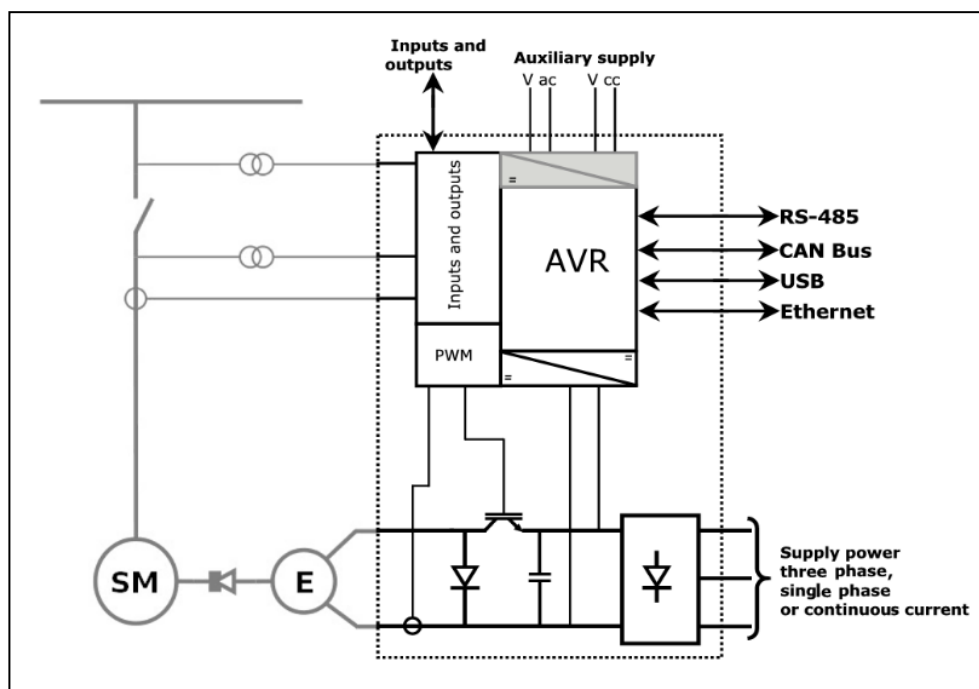 Inputs and
outputs
Auxiliary supply
V ac
V cc
Inputs and outputs
=
AVR
RS-485
CAN Bus
USB
Ethernet
PWM
=
=
SM
E
Supply power
three phase,
single phase
or continuous current